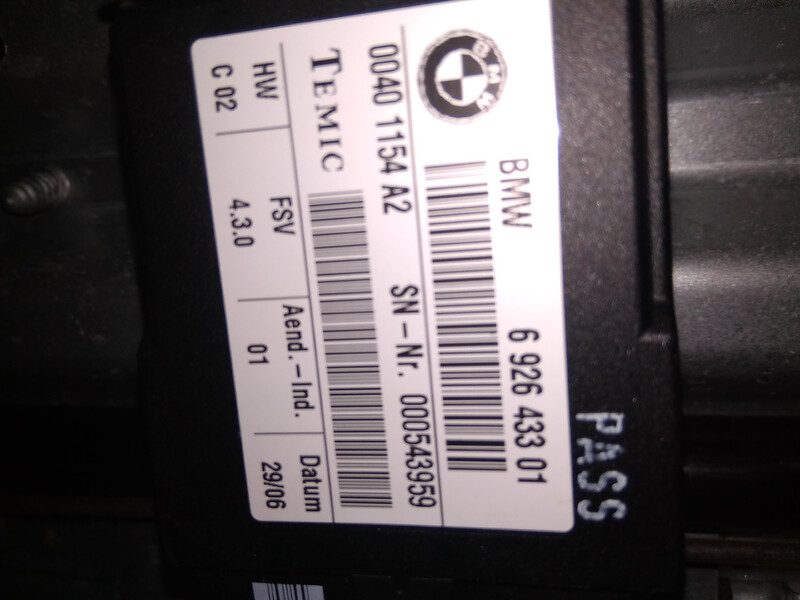 PASS
BMW
BMW 6 926 433 01
0040 1154 A2 SN-Nr. 000543959
TEMIC
HW FSV Aend.-Ind. Datum
C 02 4.3.0 01 29/06